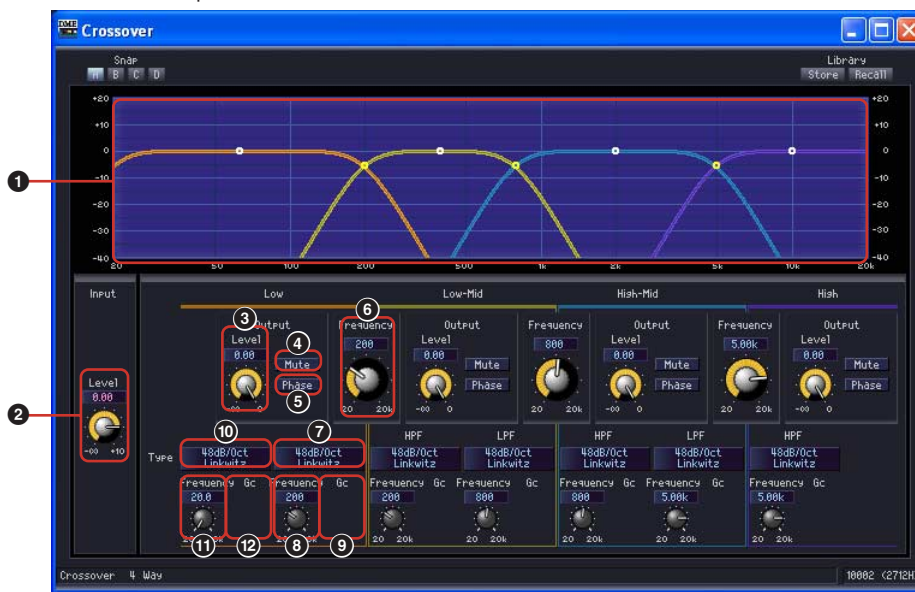 DME Crossover
Snap
A B C D
Library
Store Recall
+20 +20
+10 +10
0 0
-10 -10
-20 -20
-30 -30
-40 -40
20 50 100 200 500 1k 2k 5k 10k 20k
1
2
Input
Level
0.00
-∞ +10
Low Low-Mid High-Mid High
3 4 5 6
Output Frequency Output Frequency Output Frequency Output
Level 200 Level 800 Level 5.00k Level
0.00 0.00 0.00 0.00
Mute Mute Mute Mute
Phase Phase Phase Phase
-∞ 0 20 20k -∞ 0 20 20k -∞ 0 20 20k -∞ 0
10 7
HPF LPF HPF LPF HPF
Type 48dB/Oct 48dB/Oct 48dB/Oct 48dB/Oct 48dB/Oct 48dB/Oct 48dB/Oct
Linkwitz Linkwitz Linkwitz Linkwitz Linkwitz Linkwitz Linkwitz
Frequency Gc Frequency Gc Frequency Gc Frequency Gc Frequency Gc Frequency Gc Frequency Gc
20.0 200 200 800 800 5.00k 5.00k
20 20k 20 20k 20 20k 20 20k 20 20k 20 20k 20 20k
11 12 8 9
Crossover 4 Way 10002 (2712H